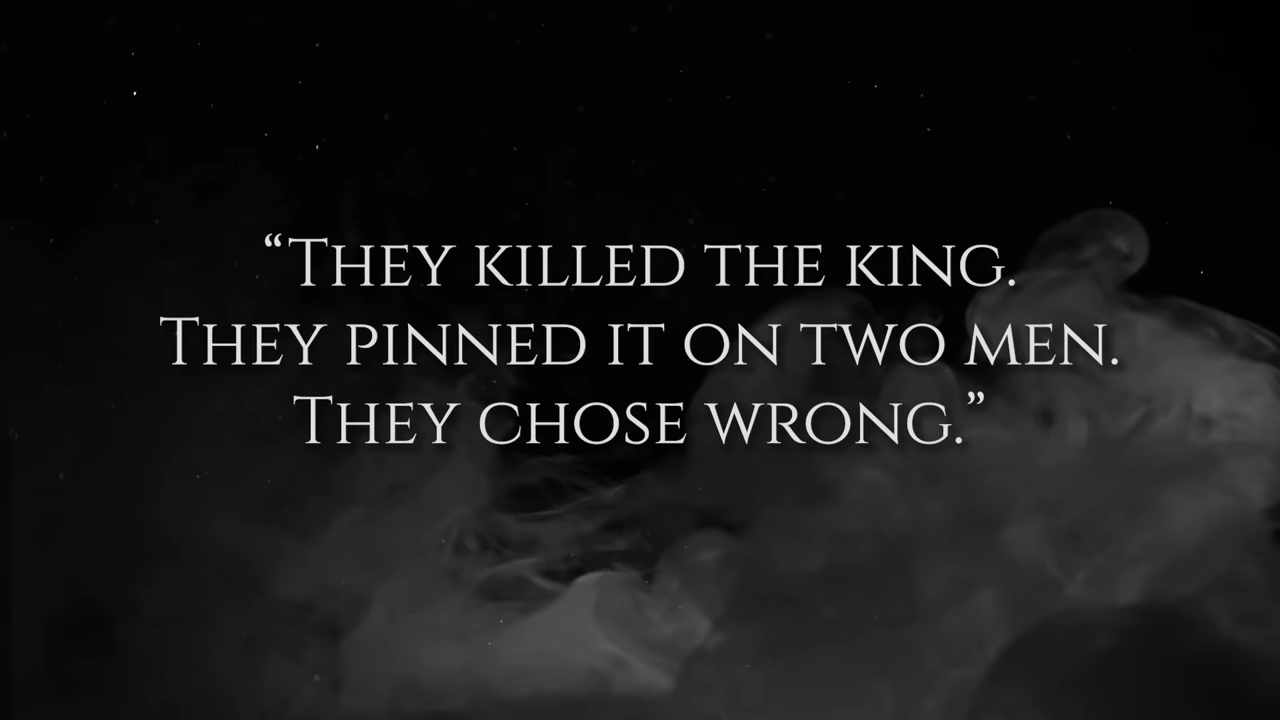 “They killed the king.
They pinned it on two men.
They chose wrong.”